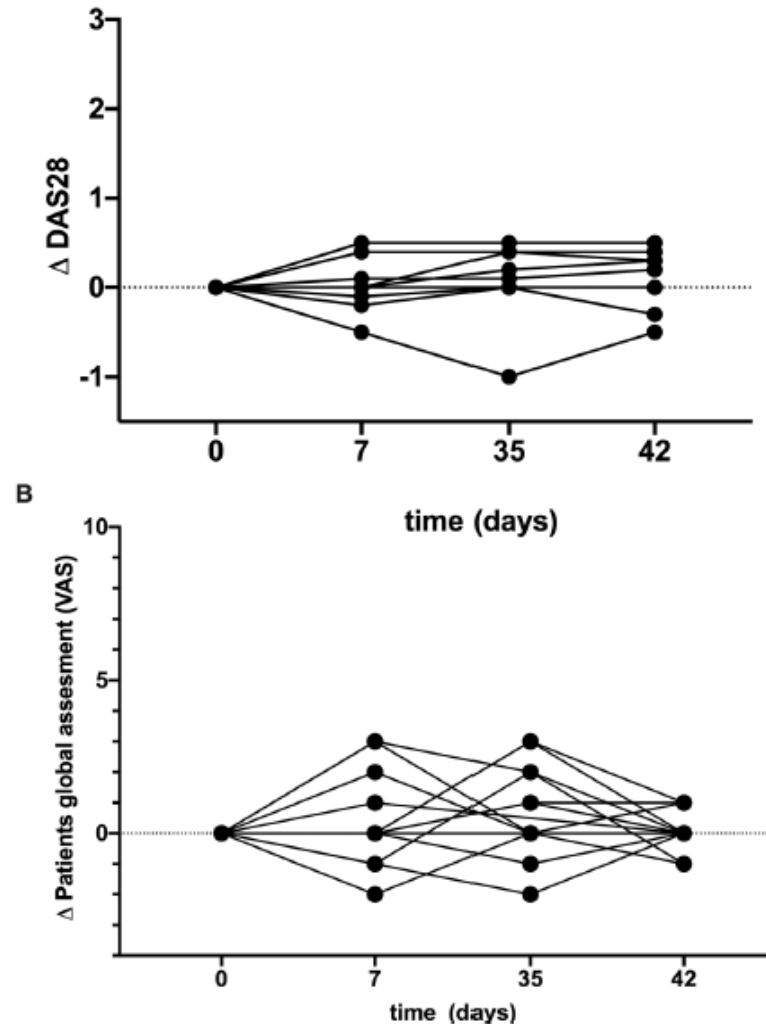 3
2
1
0
-1
Δ DAS28
0 7 35 42
time (days)
B
10
5
0
Δ Patients global assesment (VAS)
0 7 35 42
time (days)